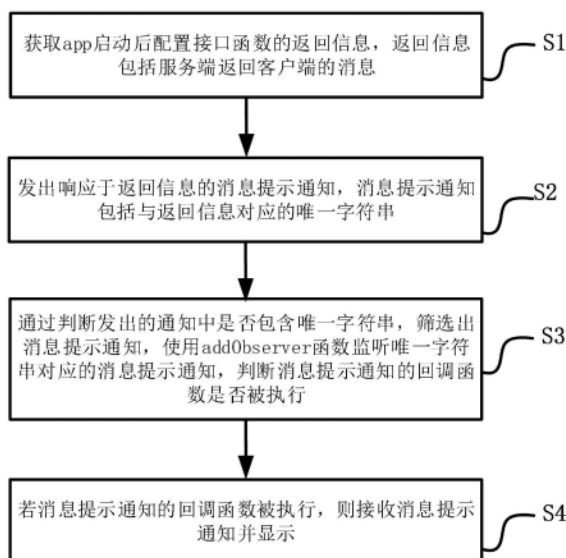 获取app启动后配置接口函数的返回信息，返回信息
包括服务端返回客户端的消息
S1
发出响应于返回信息的消息提示通知，消息提示通知
包括与返回信息对应的唯一字符串
S2
通过判断发出的通知中是否包含唯一字符串，筛选出
消息提示通知，使用addObserver函数监听唯一字符
串对应的消息提示通知，判断消息提示通知的回调函
数是否被执行
S3
若消息提示通知的回调函数被执行，则接收消息提示
通知并显示
S4